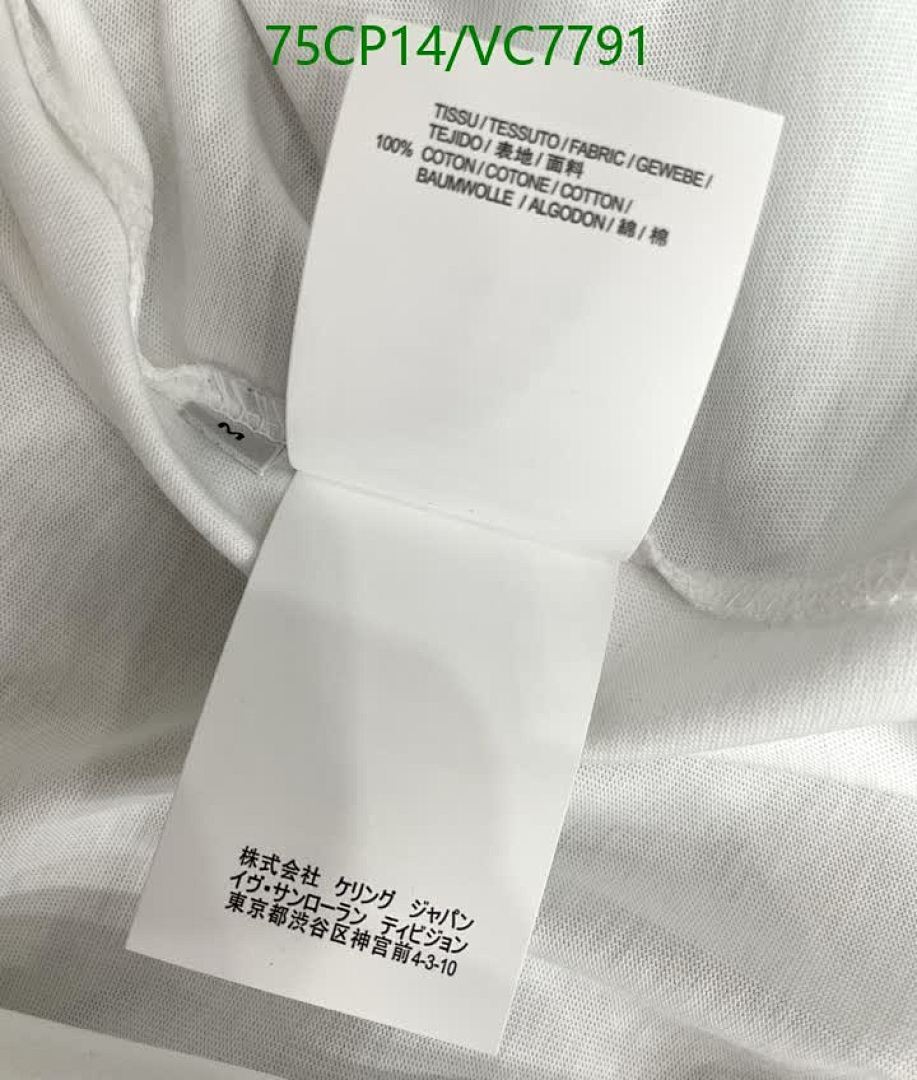 75CP14/VC7791
TISSU / TESSUTO / FABRIC / GEWEBE /
TEJIDO / 表地 / 面料
100% COTON / COTONE / COTTON /
BAUMWOLLE / ALGODON / 綿 / 棉
M
株式会社 ケリング ジャパン
イヴ・サンローラン ディビジョン
東京都渋谷区神宮前4-3-10